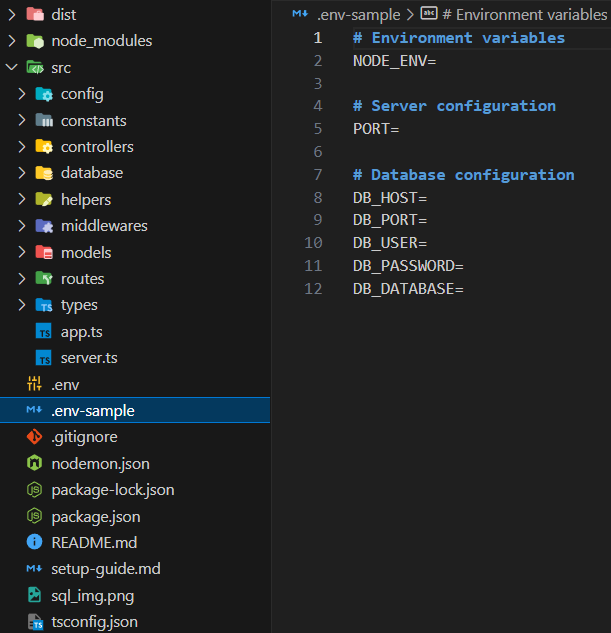 dist
node_modules
src
config
constants
controllers
database
helpers
middlewares
models
routes
types
app.ts
server.ts
.env
.env-sample
.gitignore
nodemon.json
package-lock.json
package.json
README.md
setup-guide.md
sql_img.png
tsconfig.json
.env-sample > # Environment variables
1 # Environment variables
2 NODE_ENV=
3
4 # Server configuration
5 PORT=
6
7 # Database configuration
8 DB_HOST=
9 DB_PORT=
10 DB_USER=
11 DB_PASSWORD=
12 DB_DATABASE=